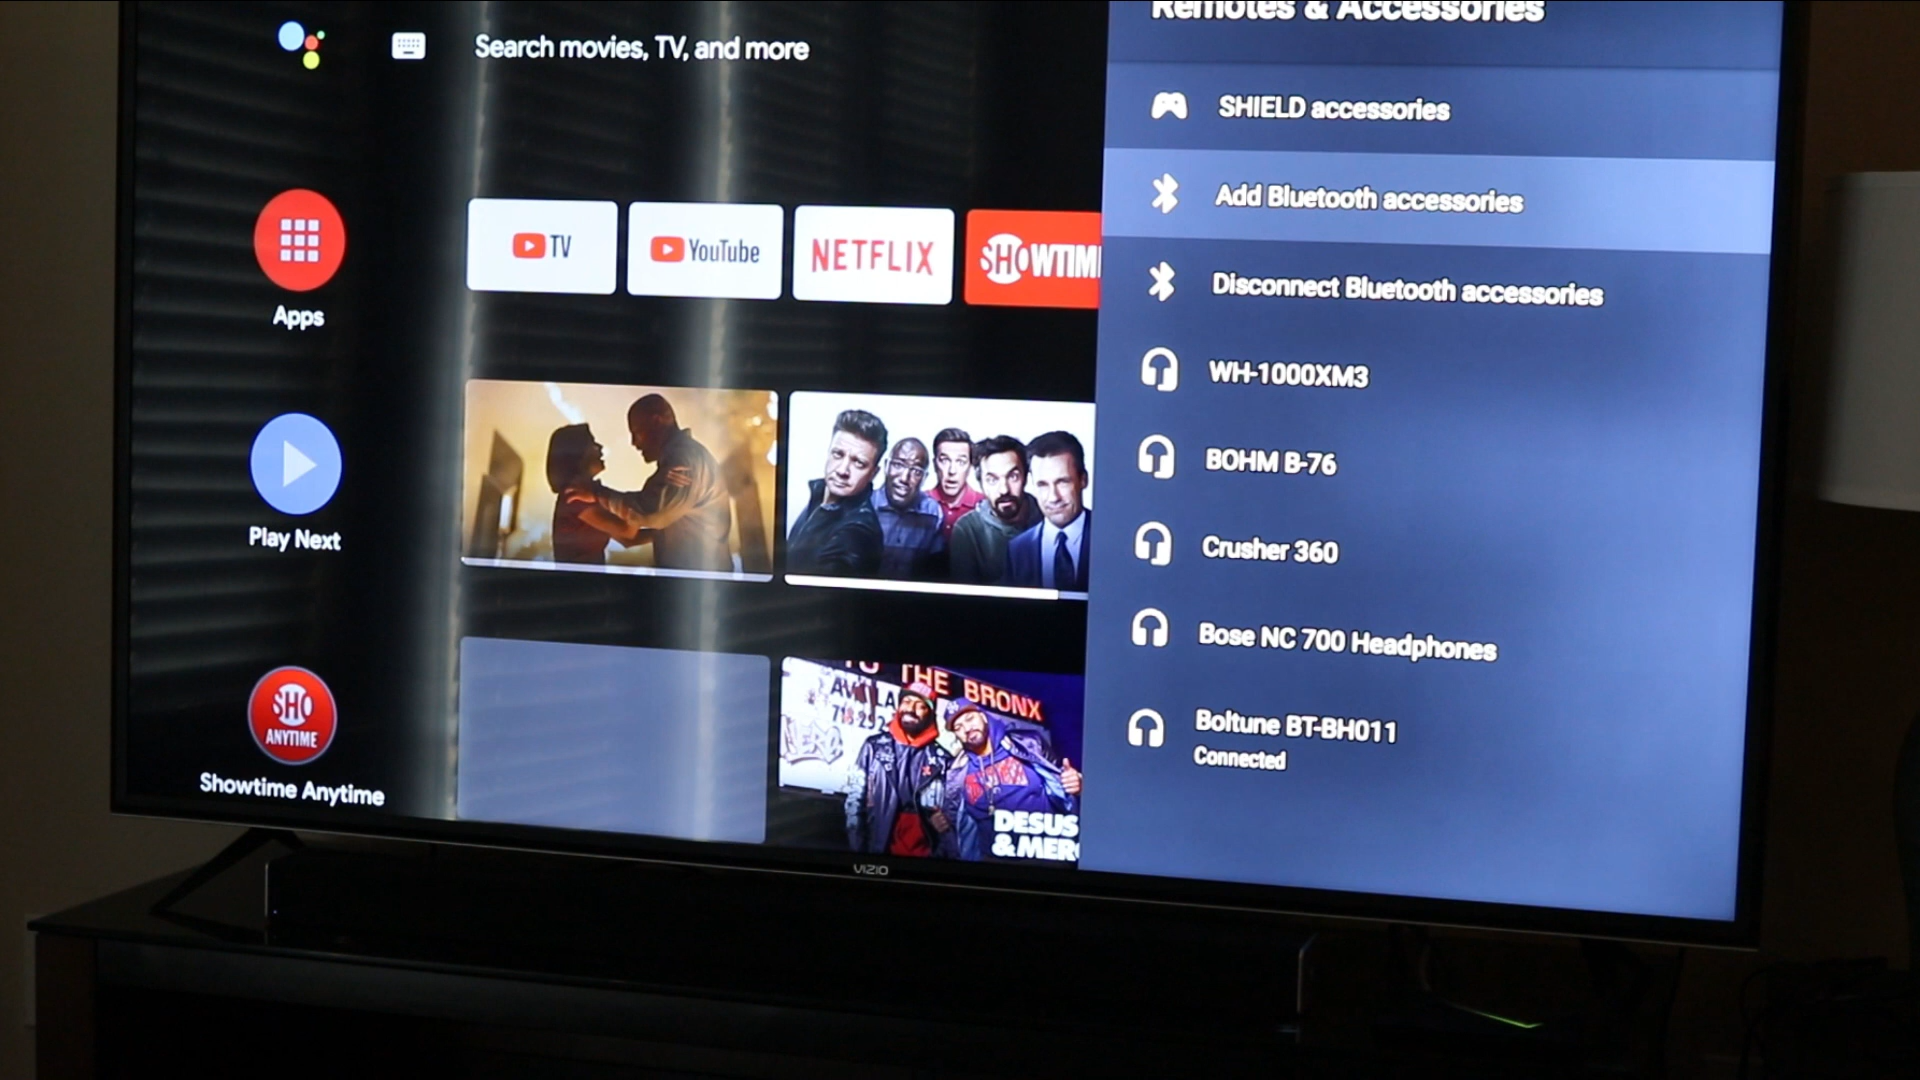 Search movies, TV, and more
Apps
TV
YouTube
NETFLIX
SHOWTIM
Play Next
SHO
ANYTIME
Showtime Anytime
THE BRONX
DESUS
& MER
Remotes & Accessories
SHIELD accessories
Add Bluetooth accessories
Disconnect Bluetooth accessories
WH-1000XM3
BOHM B-76
Crusher 360
Bose NC 700 Headphones
Boltune BT-BH011
Connected
VIZIO